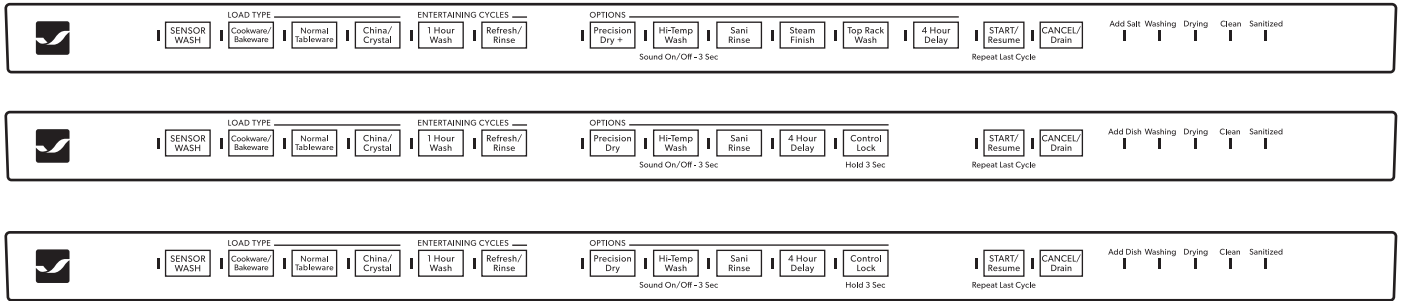 LOAD TYPE ENTERTAINING CYCLES OPTIONS
SENSOR WASH Cookware/ Bakeware Normal Tableware China/ Crystal 1 Hour Wash Refresh/ Rinse Precision Dry + Hi-Temp Wash Sani Rinse Steam Finish Top Rack Wash 4 Hour Delay START/ Resume CANCEL/ Drain Add Salt Washing Drying Clean Sanitized
Sound On/Off - 3 Sec Repeat Last Cycle
LOAD TYPE ENTERTAINING CYCLES OPTIONS
SENSOR WASH Cookware/ Bakeware Normal Tableware China/ Crystal 1 Hour Wash Refresh/ Rinse Precision Dry Hi-Temp Wash Sani Rinse 4 Hour Delay Control Lock START/ Resume CANCEL/ Drain Add Dish Washing Drying Clean Sanitized
Sound On/Off - 3 Sec Hold 3 Sec Repeat Last Cycle
LOAD TYPE ENTERTAINING CYCLES OPTIONS
SENSOR WASH Cookware/ Bakeware Normal Tableware China/ Crystal 1 Hour Wash Refresh/ Rinse Precision Dry Hi-Temp Wash Sani Rinse 4 Hour Delay Control Lock START/ Resume CANCEL/ Drain Add Dish Washing Drying Clean Sanitized
Sound On/Off - 3 Sec Hold 3 Sec Repeat Last Cycle